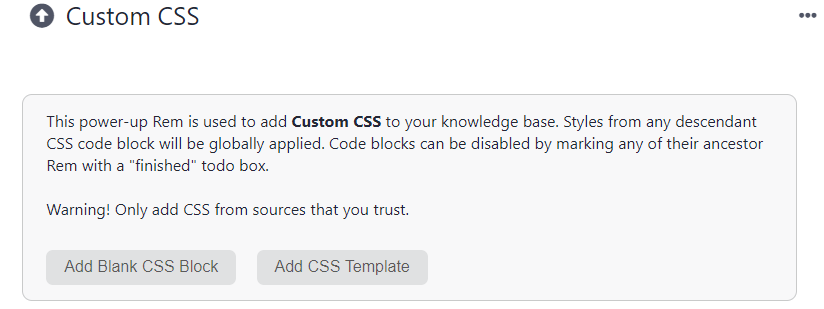 Custom CSS
This power-up Rem is used to add Custom CSS to your knowledge base. Styles from any descendant
CSS code block will be globally applied. Code blocks can be disabled by marking any of their ancestor
Rem with a "finished" todo box.
Warning! Only add CSS from sources that you trust.
Add Blank CSS Block Add CSS Template